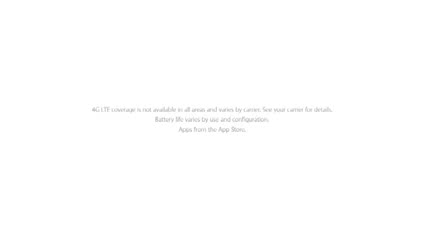 4G LTE coverage is not available in all areas and varies by carrier. See your carrier for details.
Battery life varies by use and configuration.
Apps from the App Store.